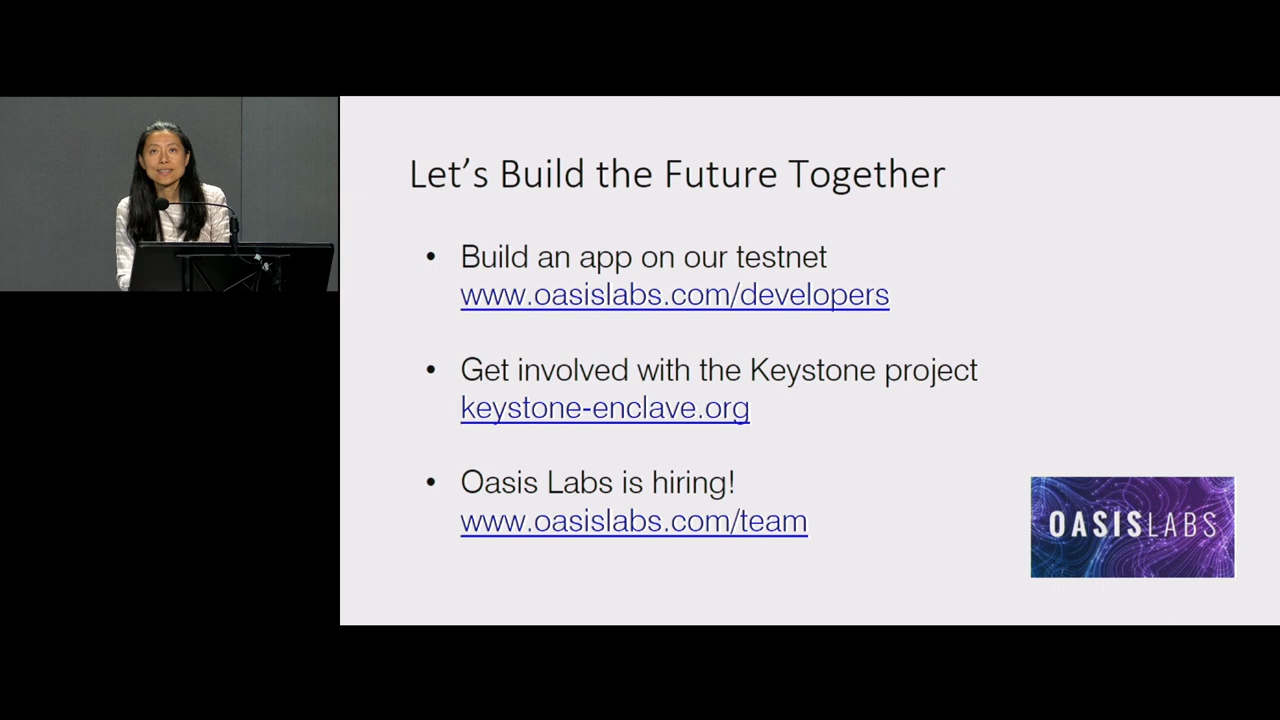 Let's Build the Future Together
• Build an app on our testnet
www.oasislabs.com/developers
• Get involved with the Keystone project
keystone-enclave.org
• Oasis Labs is hiring!
www.oasislabs.com/team
OASISLABS